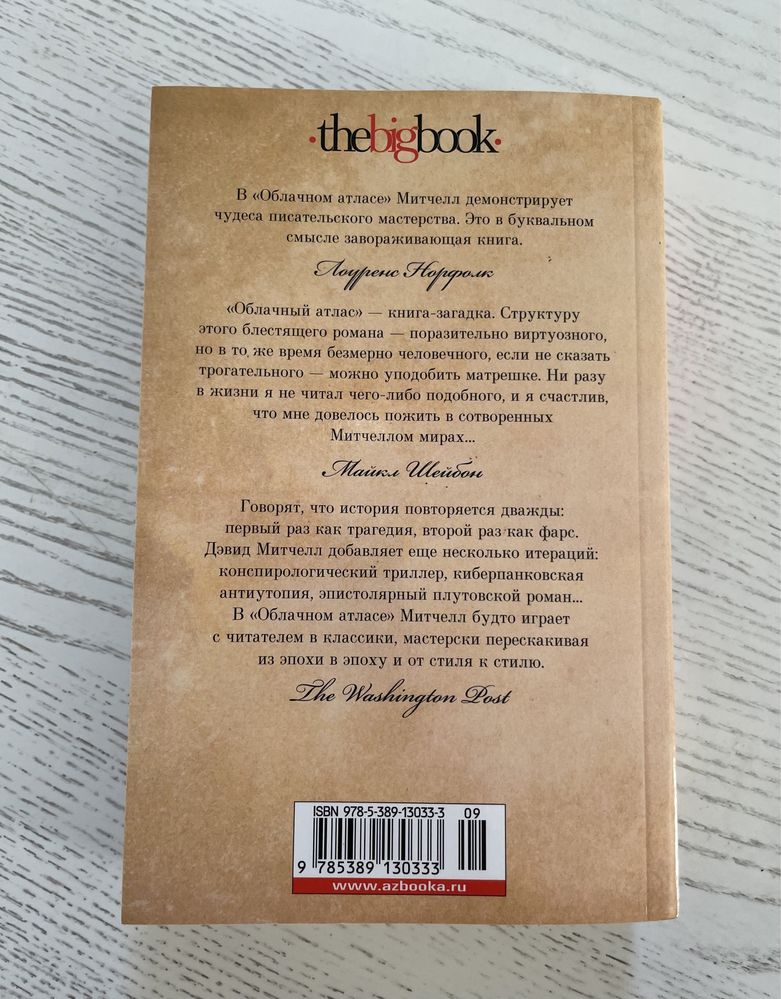 ·thebigbook·
В «Облачном атласе» Митчелл демонстрирует
чудеса писательского мастерства. Это в буквальном
смысле завораживающая книга.
Лоуренс Норфолк
«Облачный атлас» — книга-загадка. Структуру
этого блестящего романа — поразительно виртуозного,
но в то же время безмерно человечного, если не сказать
трогательного — можно уподобить матрешке. Ни разу
в жизни я не читал чего-либо подобного, и я счастлив,
что мне довелось пожить в сотворенных
Митчеллом мирах...
Майкл Шейбон
Говорят, что история повторяется дважды:
первый раз как трагедия, второй раз как фарс.
Дэвид Митчелл добавляет еще несколько итераций:
конспирологический триллер, киберпанковская
антиутопия, эпистолярный плутовской роман...
В «Облачном атласе» Митчелл будто играет
с читателем в классики, мастерски перескакивая
из эпохи в эпоху и от стиля к стилю.
The Washington Post
ISBN 978-5-389-13033-3 09
9 785389 130333
www.azbooka.ru